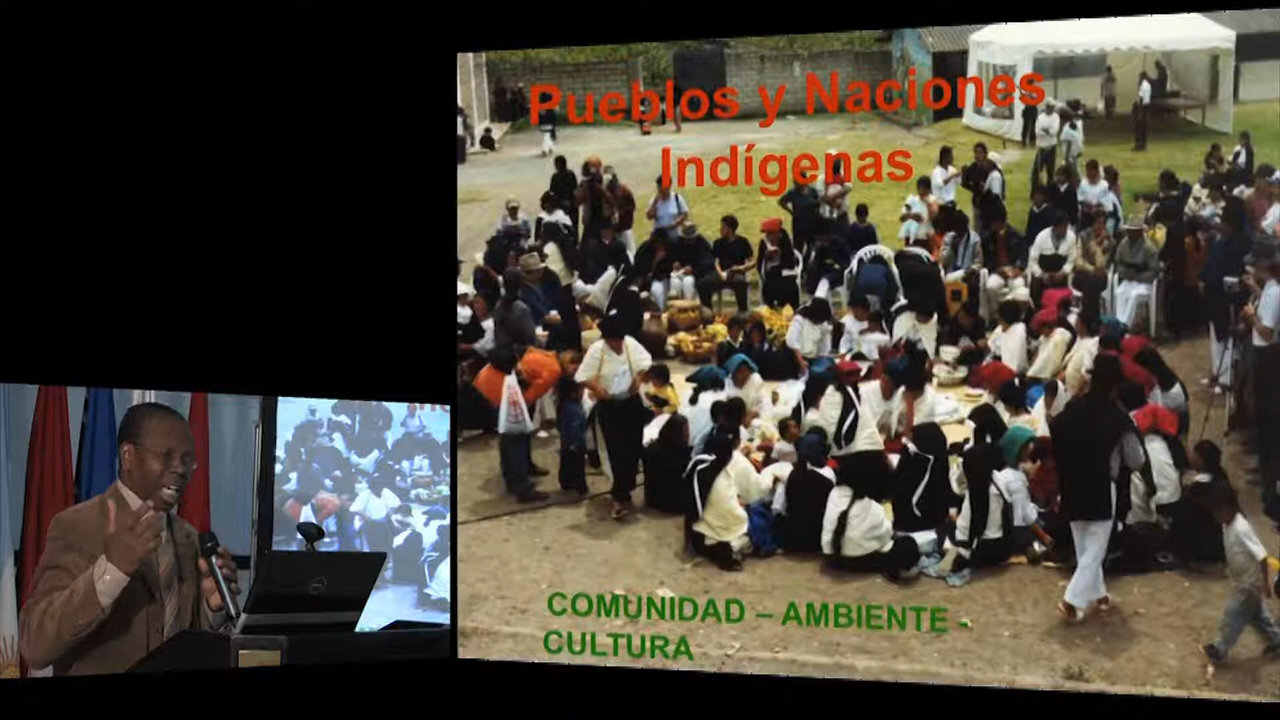 Pueblos y Naciones
Indígenas
COMUNIDAD – AMBIENTE -
CULTURA